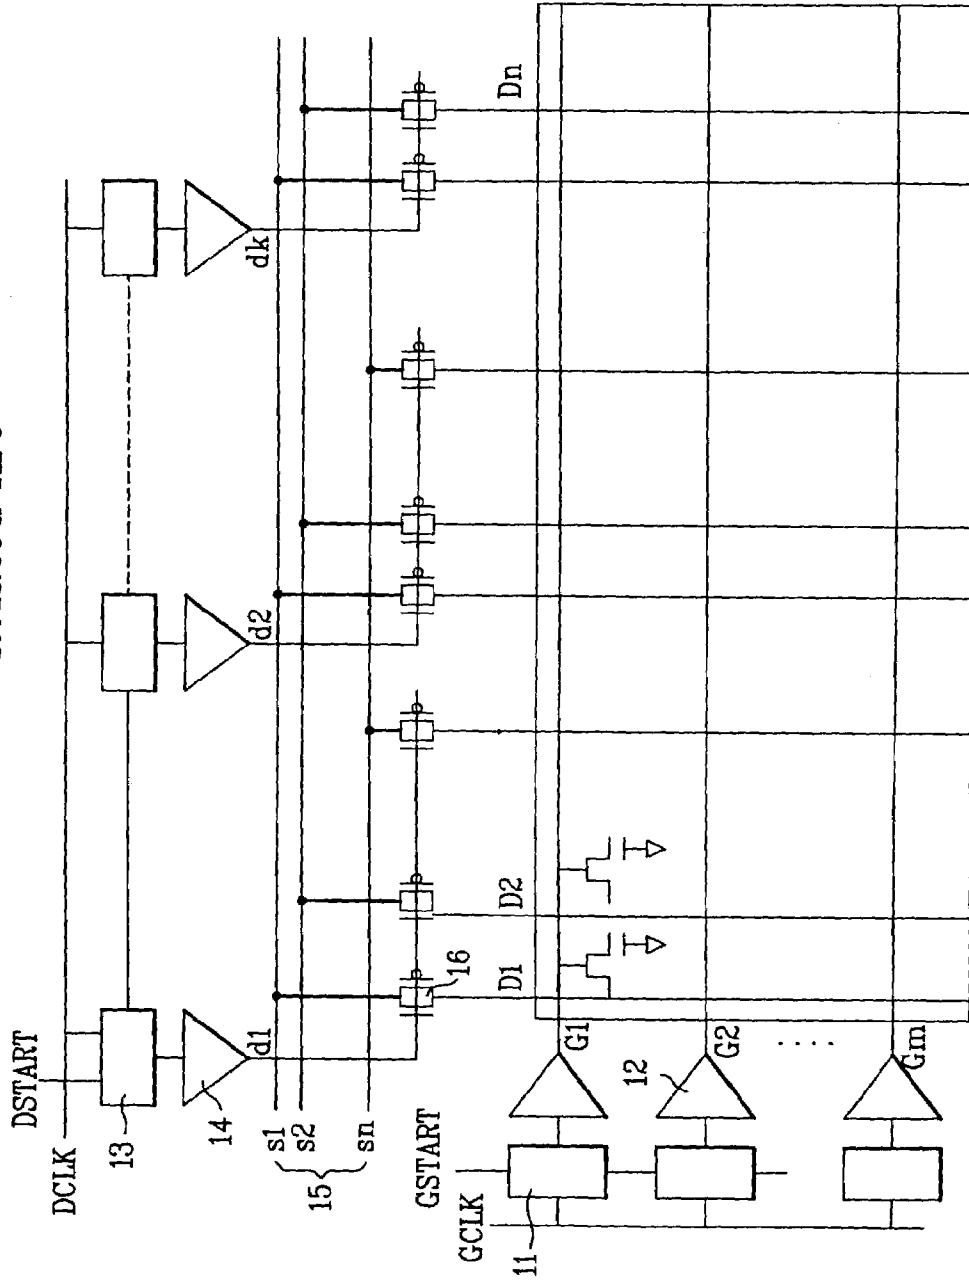 DSTART
DCLK
13
14
d1
d2
dk
s1
s2
15
sn
16
D1
D2
Dn
GSTART
GCLK
11
12
G1
G2
....
Gm